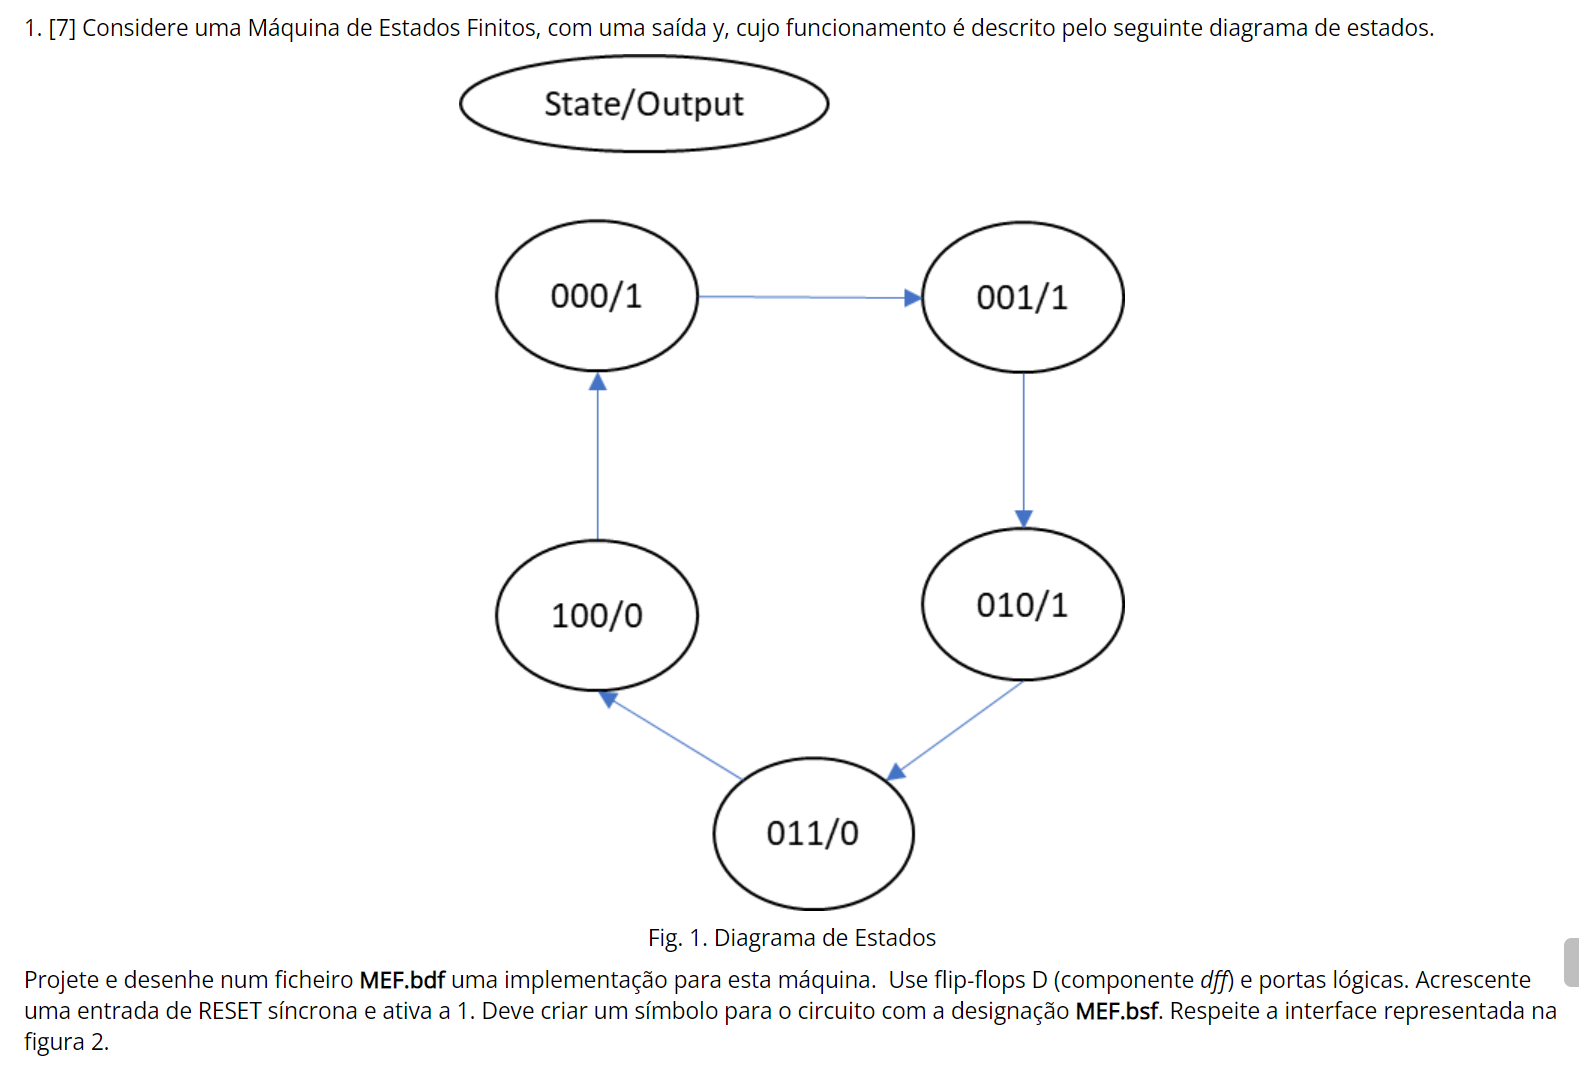 1. [7] Considere uma Máquina de Estados Finitos, com uma saída y, cujo funcionamento é descrito pelo seguinte diagrama de estados.
State/Output
000/1
001/1
100/0
010/1
011/0
Fig. 1. Diagrama de Estados
Projete e desenhe num ficheiro MEF.bdf uma implementação para esta máquina. Use flip-flops D (componente dff) e portas lógicas. Acrescente
uma entrada de RESET síncrona e ativa a 1. Deve criar um símbolo para o circuito com a designação MEF.bsf. Respeite a interface representada na
figura 2.